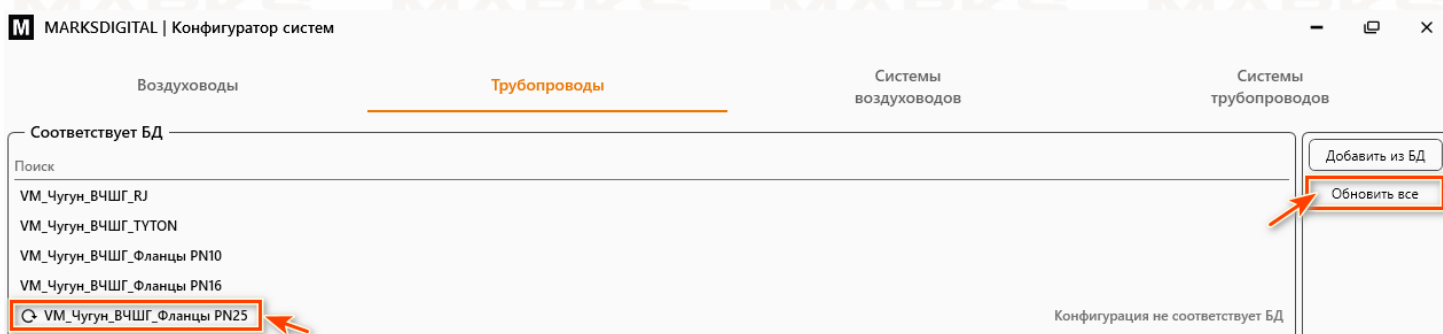 M MARKSDIGITAL | Конфигуратор систем
Воздуховоды
Трубопроводы
Системы
воздуховодов
Системы
трубопроводов
Соответствует БД
Поиск
VM_Чугун_ВЧШГ_RJ
VM_Чугун_ВЧШГ_TYTON
VM_Чугун_ВЧШГ_Фланцы PN10
VM_Чугун_ВЧШГ_Фланцы PN16
VM_Чугун_ВЧШГ_Фланцы PN25
Конфигурация не соответствует БД
Добавить из БД
Обновить все